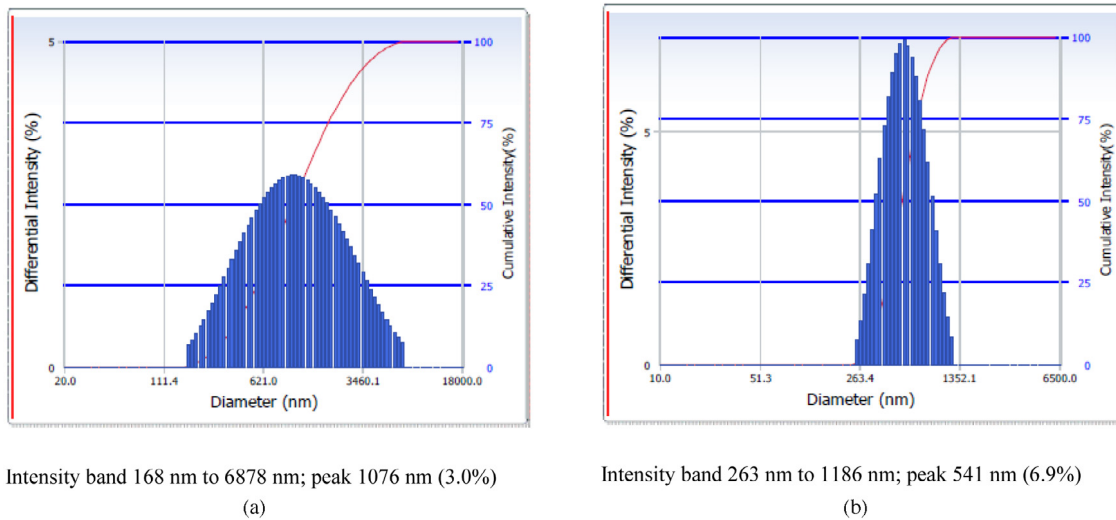 5
0
Differential Intensity (%)
100
75
50
25
0
Cumulative Intensity(%)
20.0 111.4 621.0 3460.1 18000.0
Diameter (nm)
Intensity band 168 nm to 6878 nm; peak 1076 nm (3.0%)
(a)
5
0
Differential Intensity (%)
100
75
50
25
0
Cumulative Intensity(%)
10.0 51.3 263.4 1352.1 6500.0
Diameter (nm)
Intensity band 263 nm to 1186 nm; peak 541 nm (6.9%)
(b)